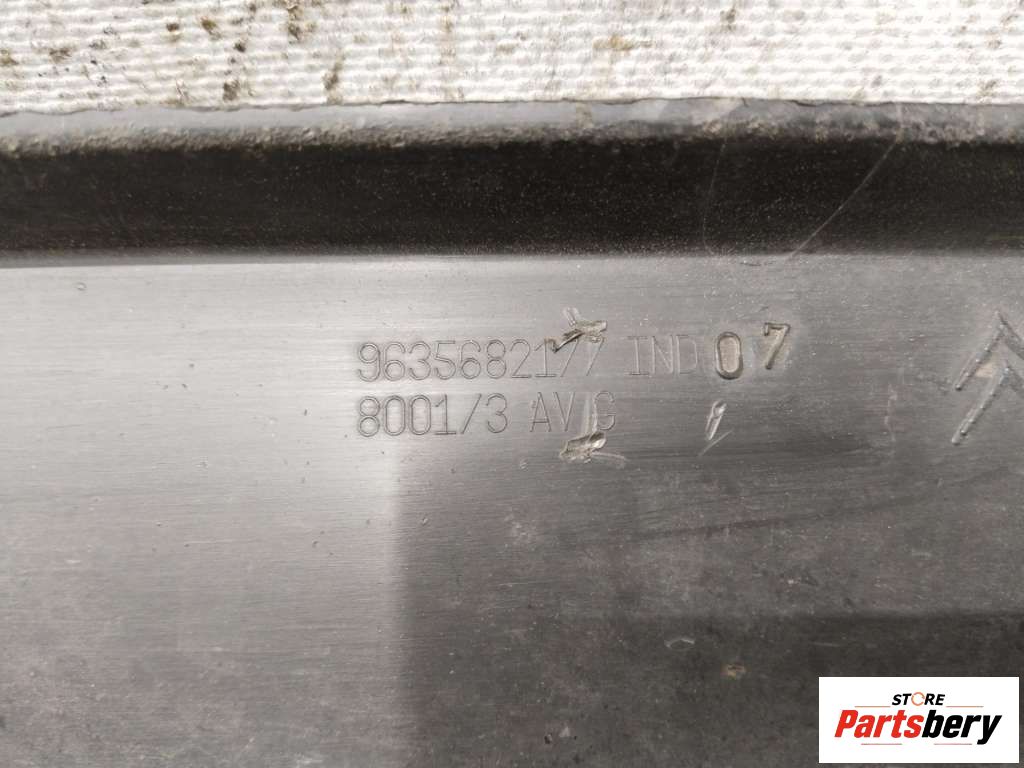 9635682177 IND 07
8001/3 AV G
STORE
Partsbery